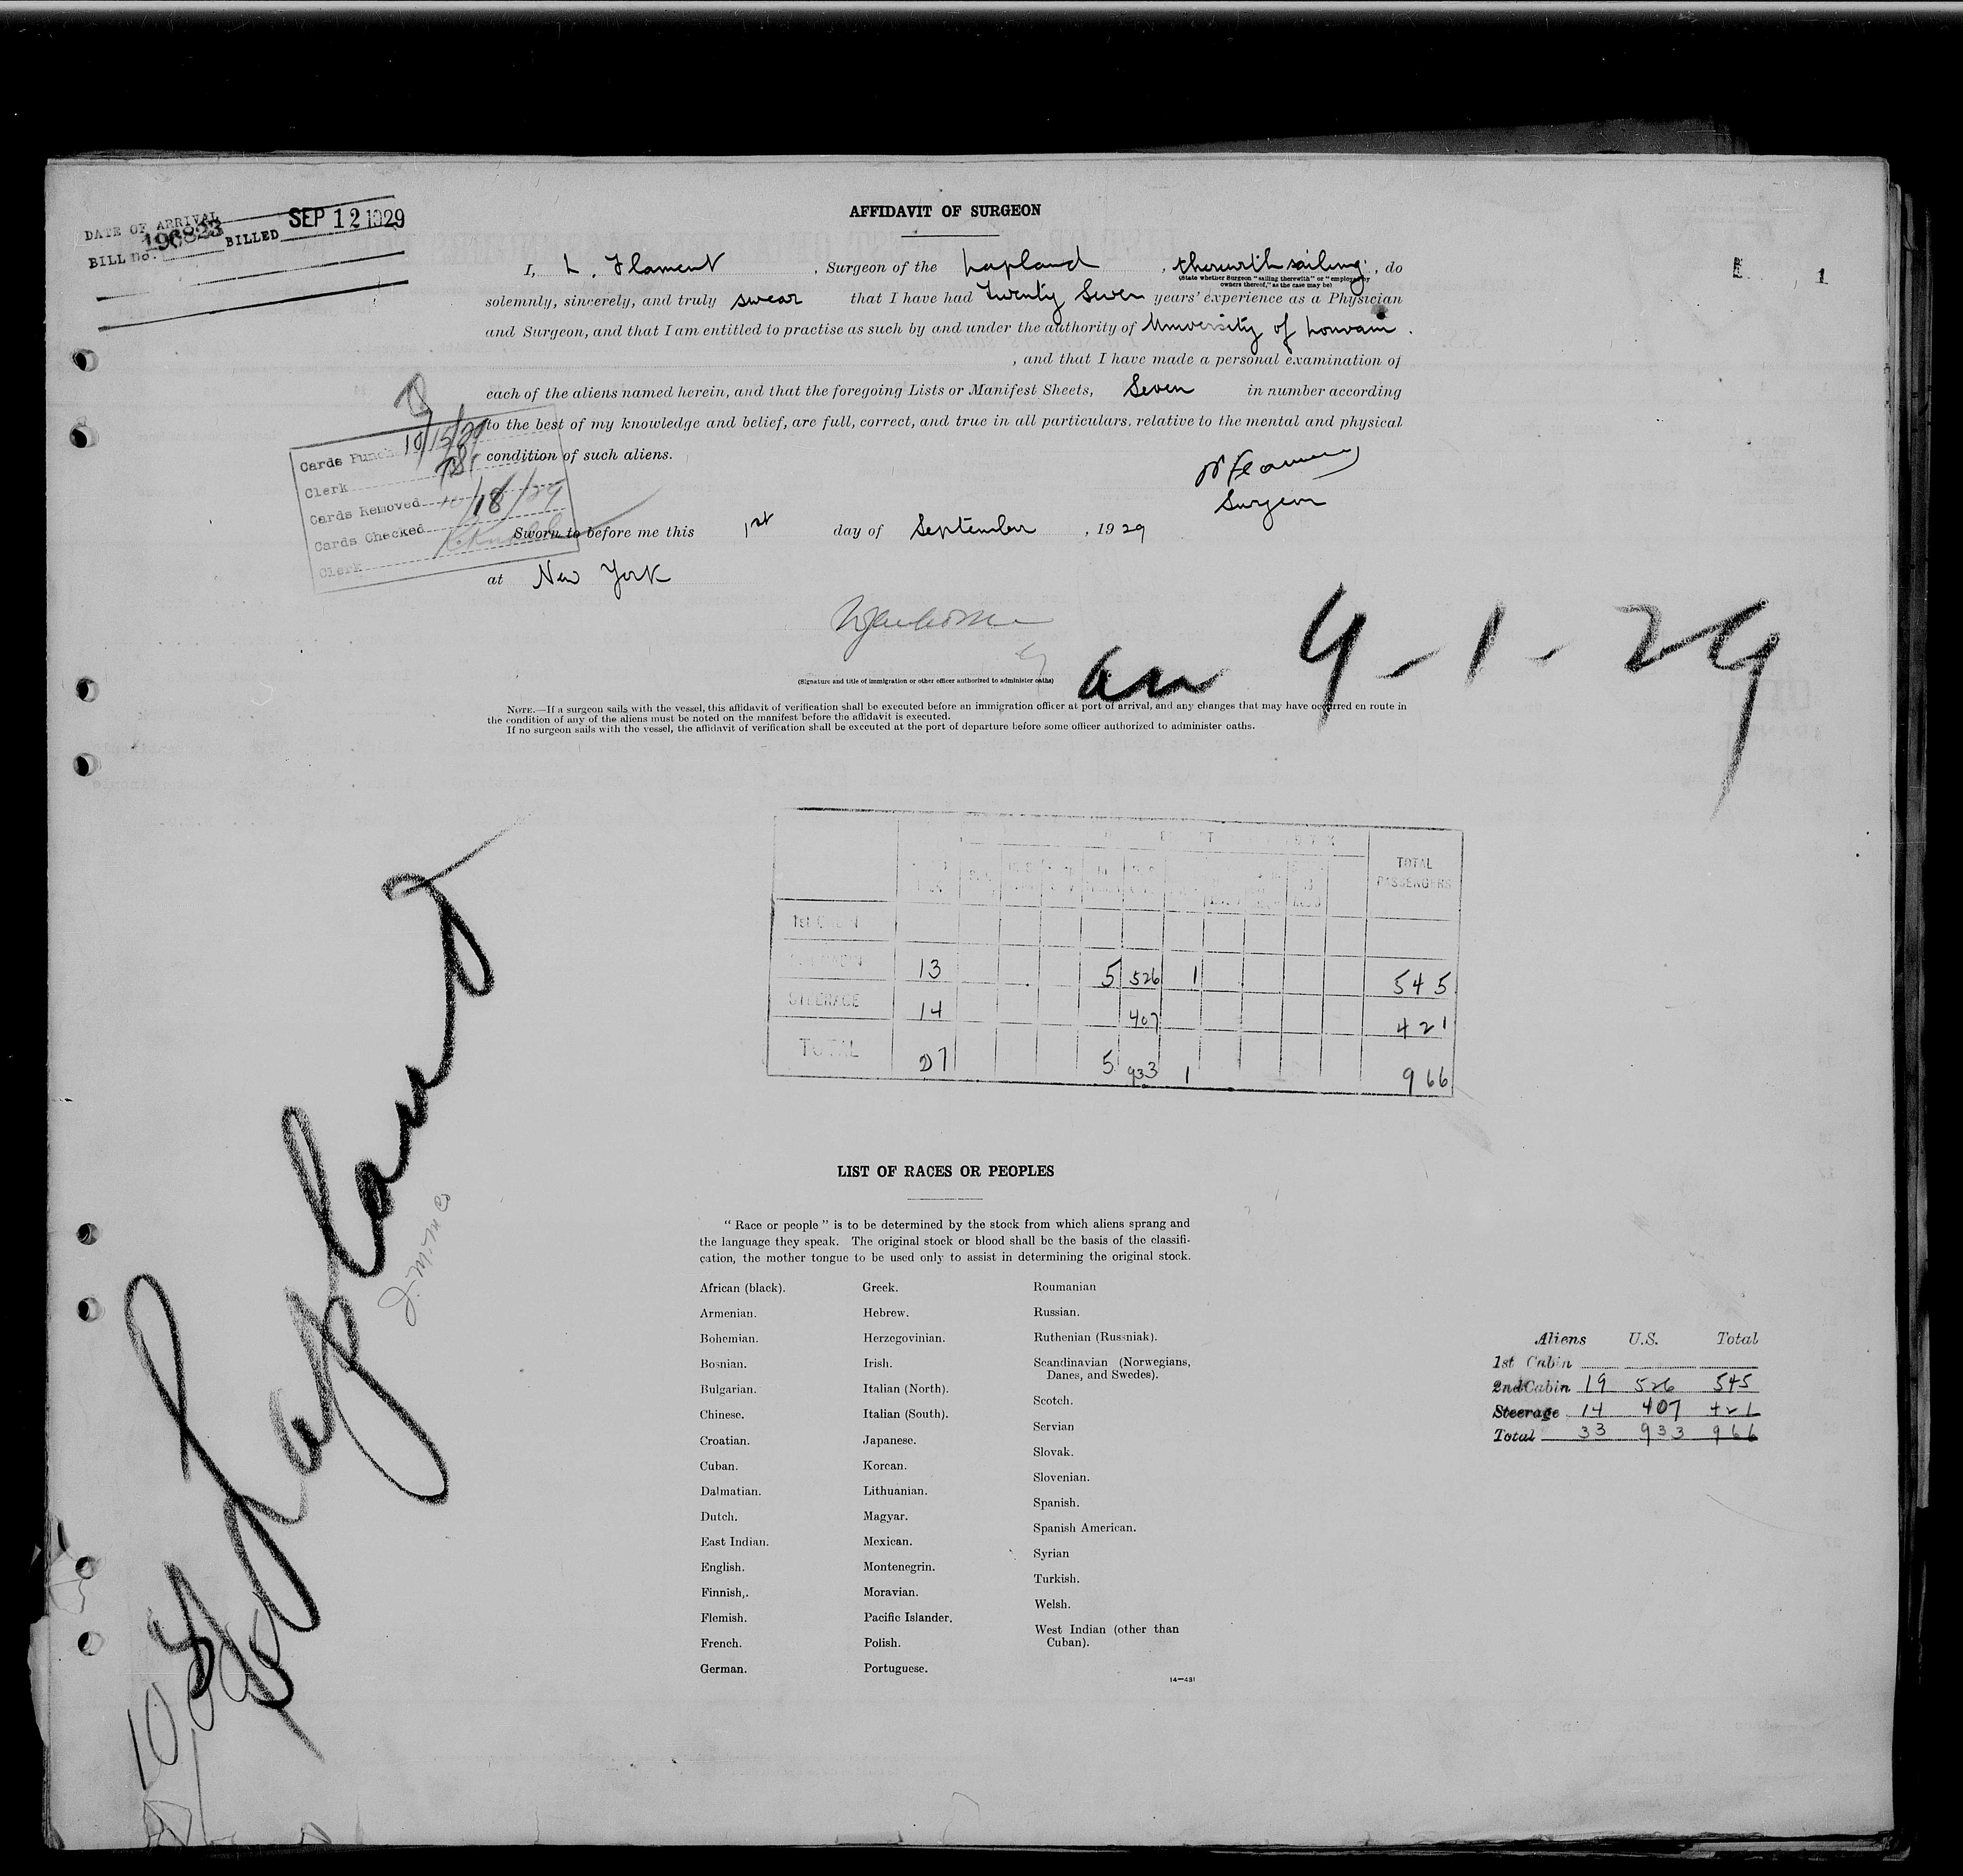 DATE OF ARRIVAL
BILL no. 196823 BILLED SEP 12 1929
AFFIDAVIT OF SURGEON
I, L. Flament, Surgeon of the Lapland, therewith sailing, do
(State whether Surgeon "sailing therewith" or "employed by
owners thereof," as the case may be)
solemnly, sincerely, and truly swear that I have had Twenty Seven years' experience as a Physician
and Surgeon, and that I am entitled to practise as such by and under the authority of University of Louvain.
, and that I have made a personal examination of
each of the aliens named herein, and that the foregoing Lists or Manifest Sheets, Seven in number according
to the best of my knowledge and belief, are full, correct, and true in all particulars, relative to the mental and physical
condition of such aliens.
Surgeon
Cards Punch 10/15/29
Clerk
Cards Removed 10/18/29
Cards Checked
Clerk
Sworn to before me this 1st day of September, 1929
at New York
(Signature and title of immigration or other officer authorized to administer oaths)
arr 9-1-29
NOTE.—If a surgeon sails with the vessel, this affidavit of verification shall be executed before an immigration officer at port of arrival, and any changes that may have occurred en route in
the condition of any of the aliens must be noted on the manifest before the affidavit is executed.
If no surgeon sails with the vessel, the affidavit of verification shall be executed at the port of departure before some officer authorized to administer oaths.
1
TOTAL
PASSENGERS
1st CABIN
13 5 526 1 545
STEERAGE 14 407 421
TOTAL 27 5 933 1 966
Lapland
LIST OF RACES OR PEOPLES
"Race or people" is to be determined by the stock from which aliens sprang and
the language they speak. The original stock or blood shall be the basis of the classifi-
cation, the mother tongue to be used only to assist in determining the original stock.
African (black).
Armenian.
Bohemian.
Bosnian.
Bulgarian.
Chinese.
Croatian.
Cuban.
Dalmatian.
Dutch.
East Indian.
English.
Finnish,.
Flemish.
French.
German.
Greek.
Hebrew.
Herzegovinian.
Irish.
Italian (North).
Italian (South).
Japanese.
Korean.
Lithuanian.
Magyar.
Mexican.
Montenegrin.
Moravian.
Pacific Islander.
Polish.
Portuguese.
Roumanian
Russian.
Ruthenian (Russniak).
Scandinavian (Norwegians,
Danes, and Swedes).
Scotch.
Servian
Slovak.
Slovenian.
Spanish.
Spanish American.
Syrian
Turkish.
Welsh.
West Indian (other than
Cuban).
14—431
Aliens U.S. Total
1st Cabin
2nd Cabin 19 526 545
Steerage 14 407 421
Total 33 933 966